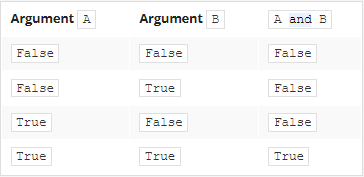 Argument A Argument B A and B
False False False
False True False
True False False
True True True